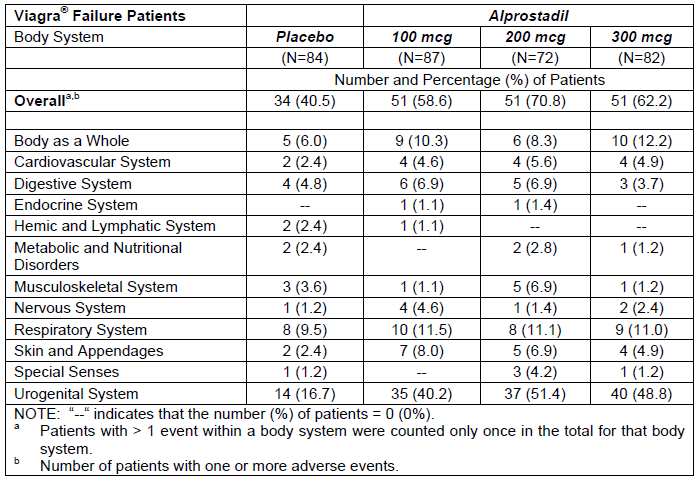 Viagra® Failure Patients Alprostadil
Body System Placebo 100 mcg 200 mcg 300 mcg
(N=84) (N=87) (N=72) (N=82)
Number and Percentage (%) of Patients
Overall a,b 34 (40.5) 51 (58.6) 51 (70.8) 51 (62.2)
Body as a Whole 5 (6.0) 9 (10.3) 6 (8.3) 10 (12.2)
Cardiovascular System 2 (2.4) 4 (4.6) 4 (5.6) 4 (4.9)
Digestive System 4 (4.8) 6 (6.9) 5 (6.9) 3 (3.7)
Endocrine System -- 1 (1.1) 1 (1.4) --
Hemic and Lymphatic System 2 (2.4) 1 (1.1) -- --
Metabolic and Nutritional 2 (2.4) -- 2 (2.8) 1 (1.2)
Disorders
Musculoskeletal System 3 (3.6) 1 (1.1) 5 (6.9) 1 (1.2)
Nervous System 1 (1.2) 4 (4.6) 1 (1.4) 2 (2.4)
Respiratory System 8 (9.5) 10 (11.5) 8 (11.1) 9 (11.0)
Skin and Appendages 2 (2.4) 7 (8.0) 5 (6.9) 4 (4.9)
Special Senses 1 (1.2) -- 3 (4.2) 1 (1.2)
Urogenital System 14 (16.7) 35 (40.2) 37 (51.4) 40 (48.8)
NOTE: “--“ indicates that the number (%) of patients = 0 (0%).
a Patients with > 1 event within a body system were counted only once in the total for that body
system.
b Number of patients with one or more adverse events.